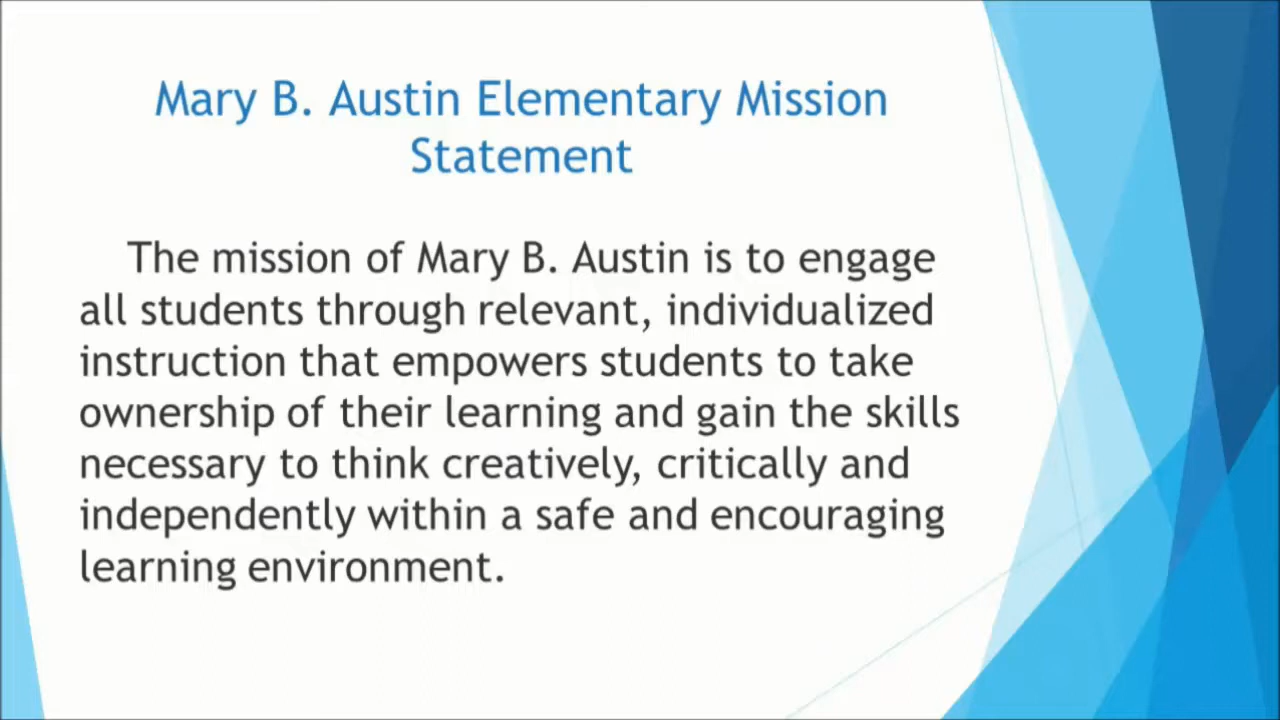 Mary B. Austin Elementary Mission
Statement
The mission of Mary B. Austin is to engage
all students through relevant, individualized
instruction that empowers students to take
ownership of their learning and gain the skills
necessary to think creatively, critically and
independently within a safe and encouraging
learning environment.